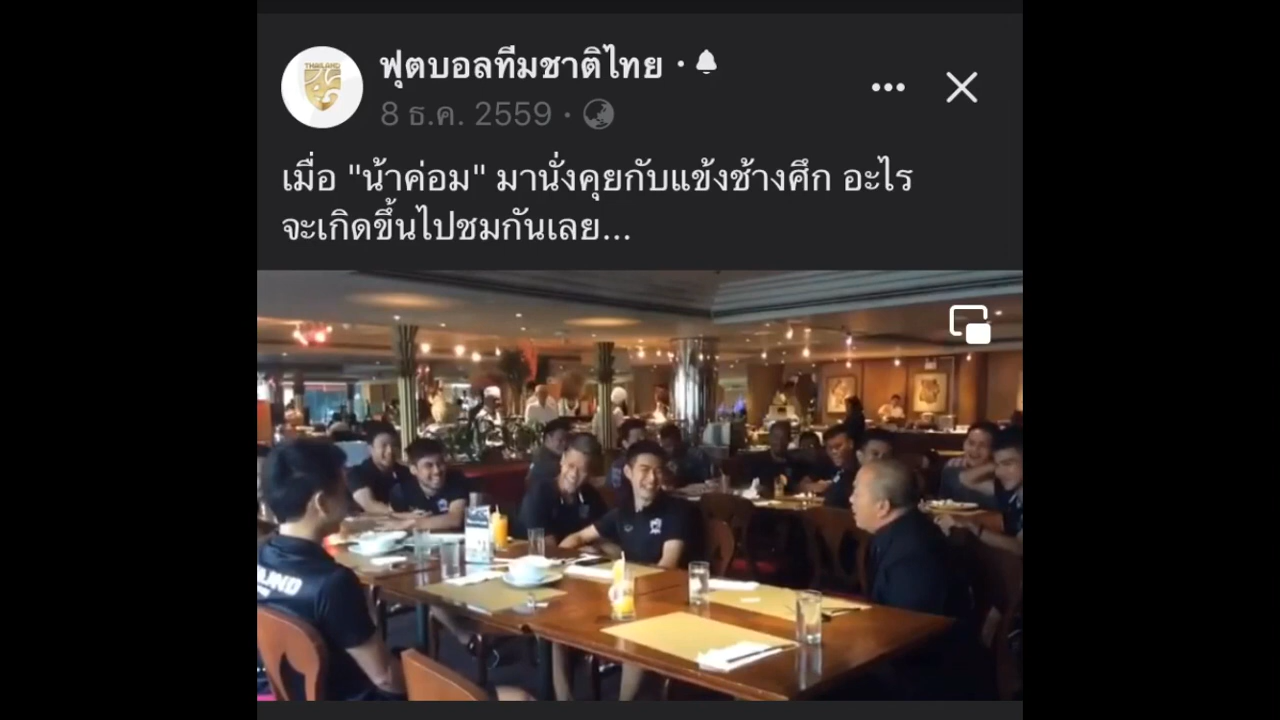 THAILAND
ฟุตบอลทีมชาติไทย ·
8 ธ.ค. 2559 ·
เมื่อ "น้าค่อม" มานั่งคุยกับแข้งช้างศึก อะไร
จะเกิดขึ้นไปชมกันเลย...